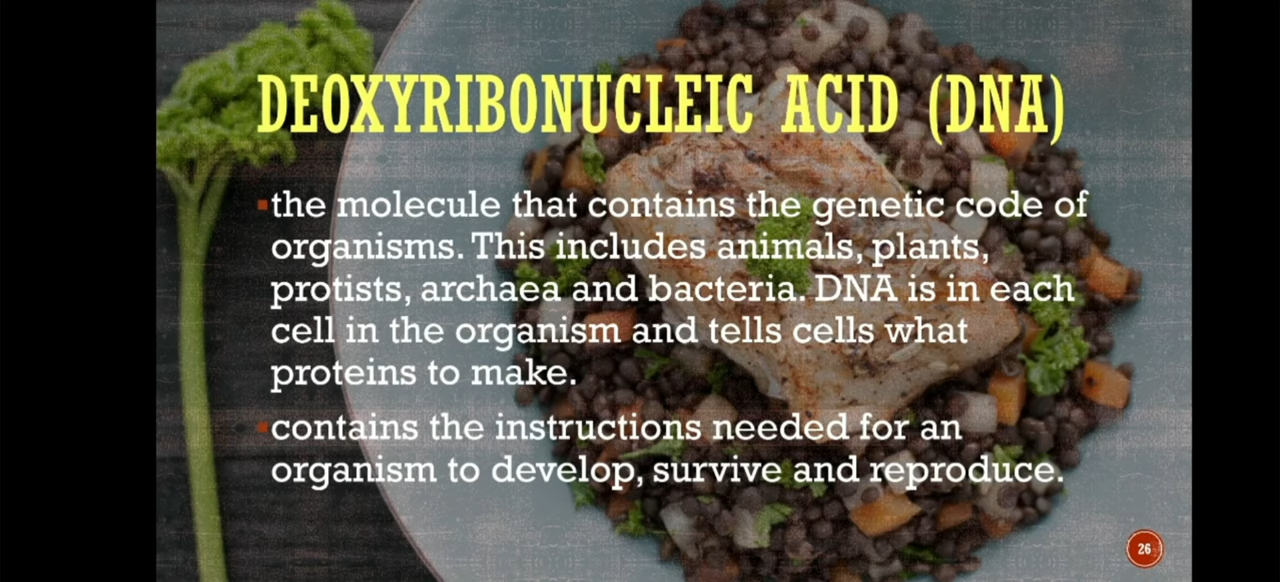 DEOXYRIBONUCLEIC ACID (DNA)
▪the molecule that contains the genetic code of
organisms. This includes animals, plants,
protists, archaea and bacteria. DNA is in each
cell in the organism and tells cells what
proteins to make.
▪contains the instructions needed for an
organism to develop, survive and reproduce.
26